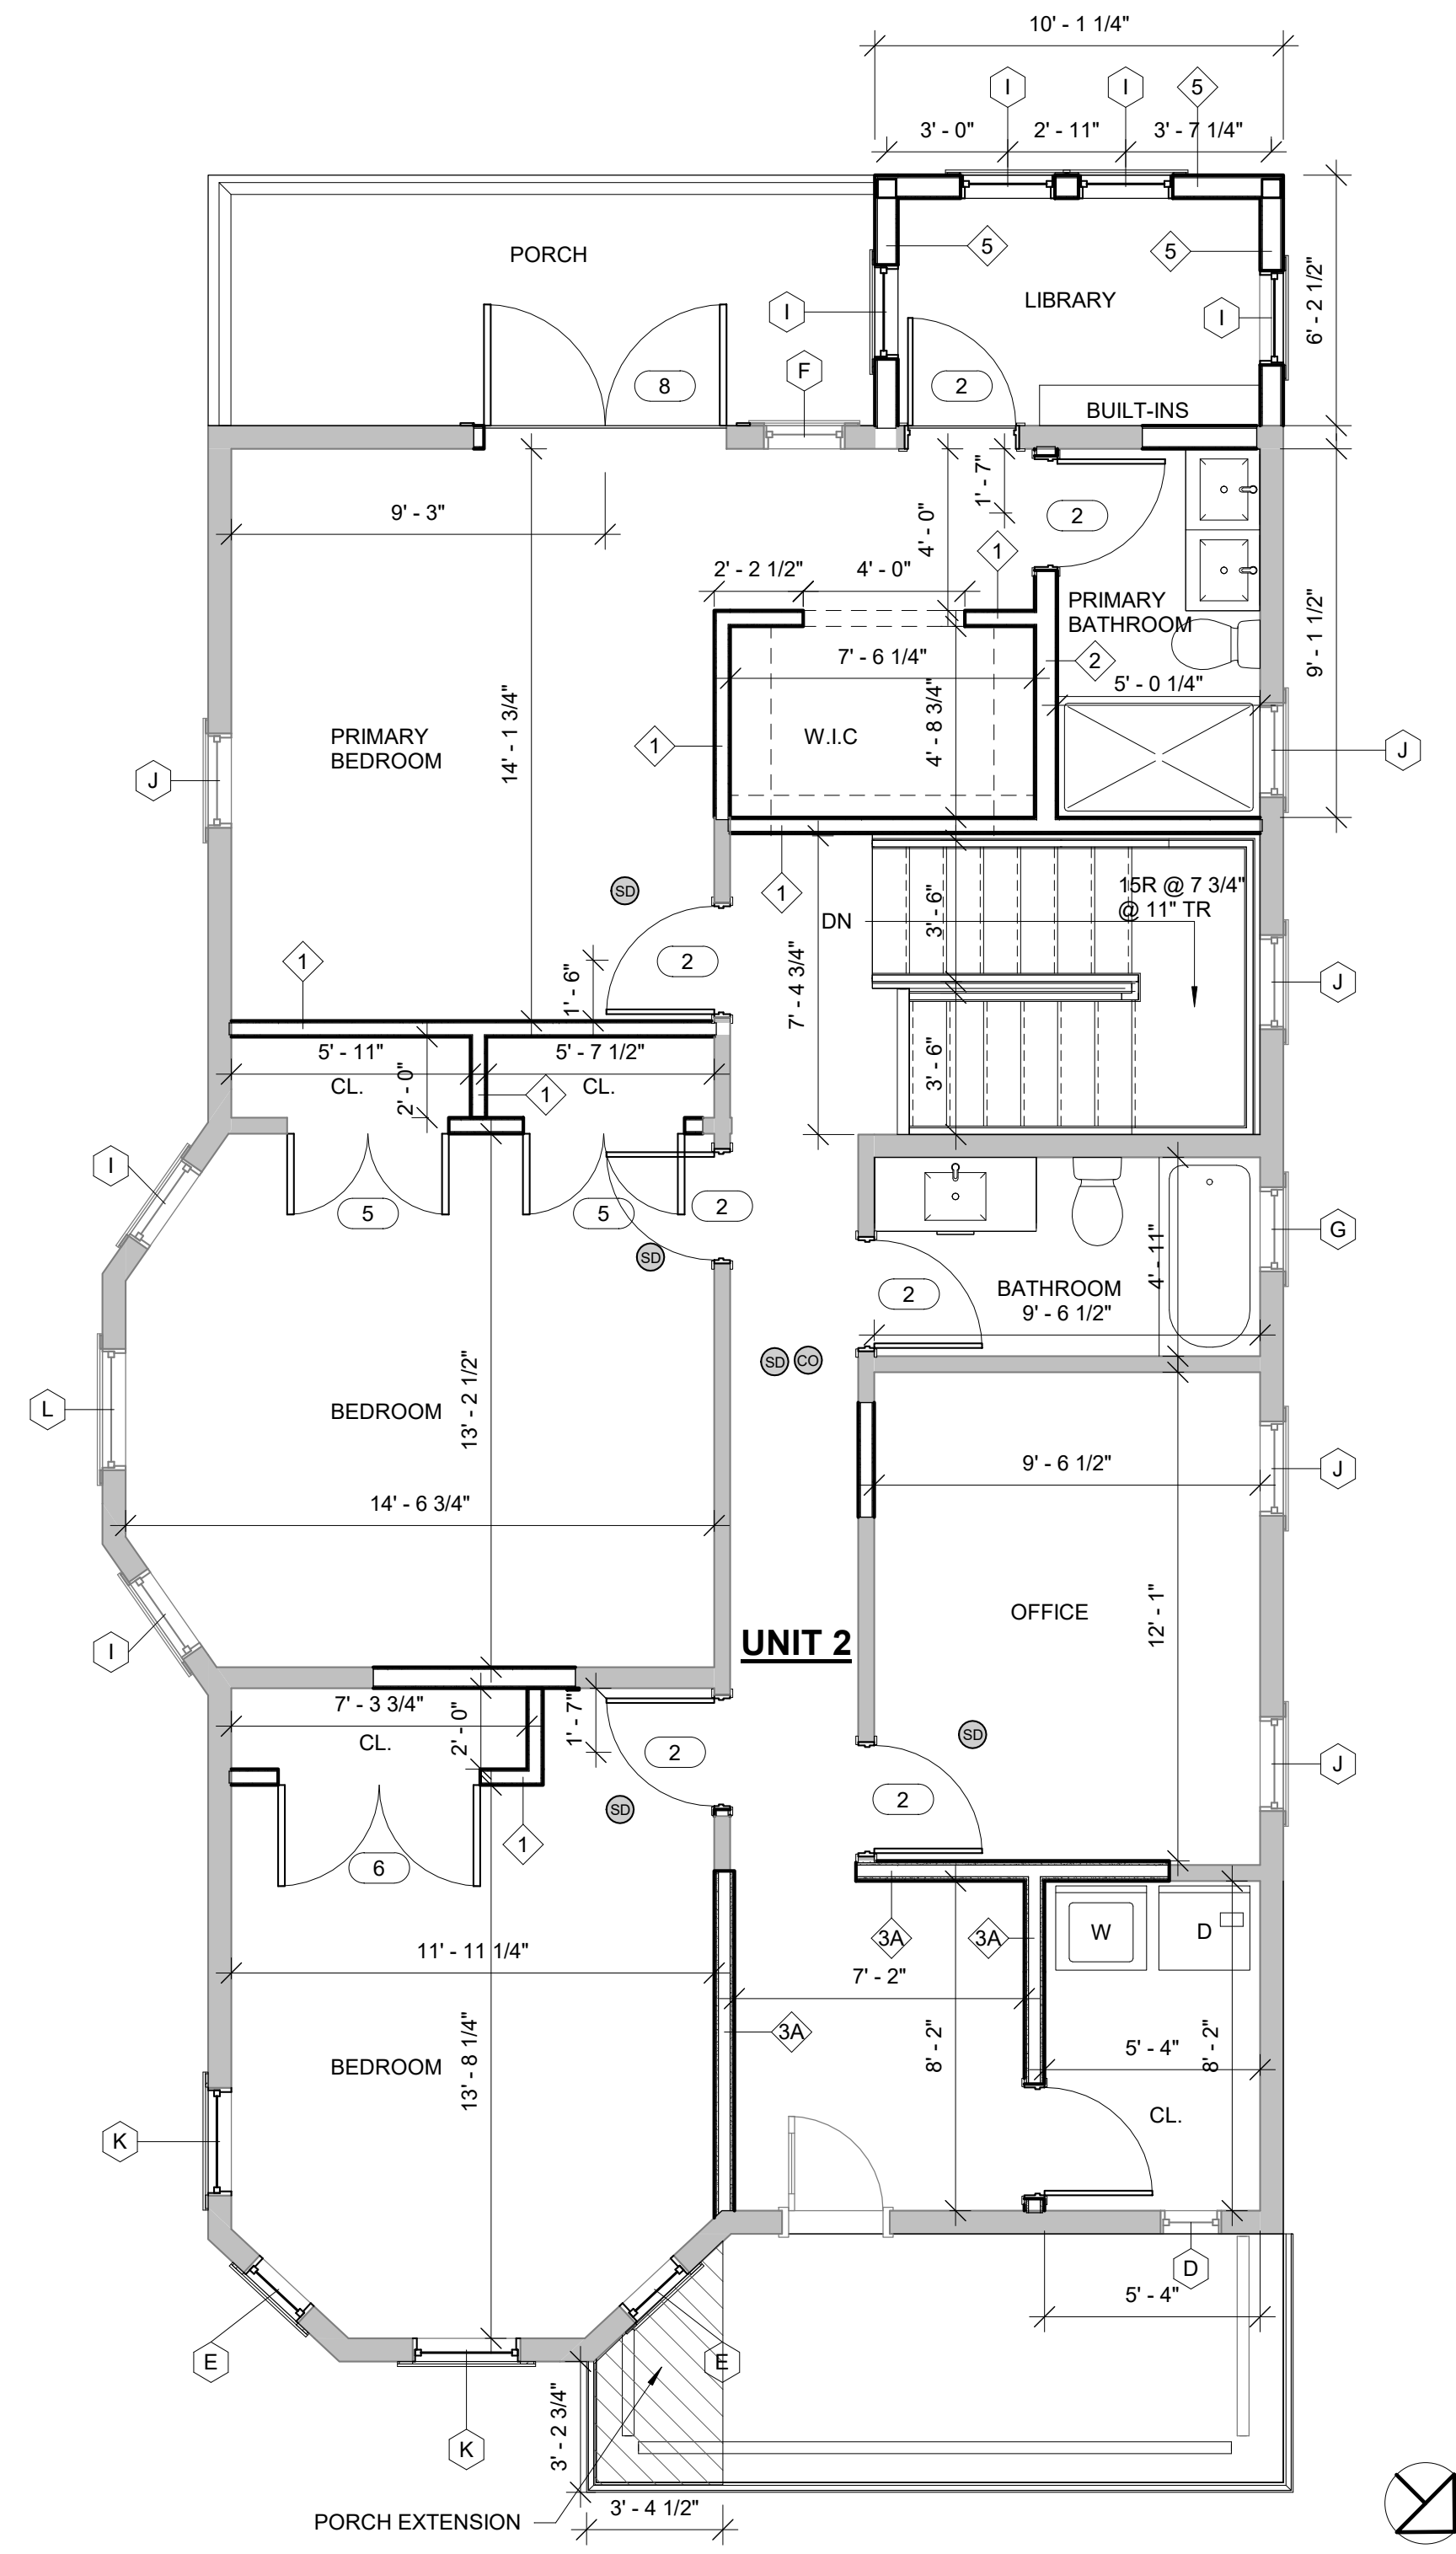 10' - 1 1/4"
I
I
5
3' - 0"
2' - 11"
3' - 7 1/4"
PORCH
5
5
LIBRARY
I
I
6' - 2 1/2"
F
8
2
BUILT-INS
9' - 3"
1' - 7"
4' - 0"
2
1
2' - 2 1/2"
4' - 0"
PRIMARY
BATHROOM
9' - 1 1/2"
7' - 6 1/4"
2
5' - 0 1/4"
14' - 1 3/4"
4' - 8 3/4"
PRIMARY
BEDROOM
1
W.I.C
J
J
SD
1
15R @ 7 3/4"
@ 11" TR
DN
3' - 6"
1
2
1' - 6"
7' - 4 3/4"
J
5' - 11"
5' - 7 1/2"
CL.
2' - 0"
CL.
1
3' - 6"
I
5
5
2
G
SD
4' - 11"
2
BATHROOM
9' - 6 1/2"
SD
CO
13' - 2 1/2"
L
BEDROOM
9' - 6 1/2"
J
14' - 6 3/4"
OFFICE
12' - 1"
I
UNIT 2
7' - 3 3/4"
2' - 0"
1' - 7"
CL.
2
SD
J
SD
2
1
6
W
D
3A
3A
11' - 11 1/4"
7' - 2"
3A
8' - 2"
5' - 4"
8' - 2"
BEDROOM
13' - 8 1/4"
CL.
K
D
5' - 4"
E
E
3' - 2 3/4"
K
3' - 4 1/2"
PORCH EXTENSION